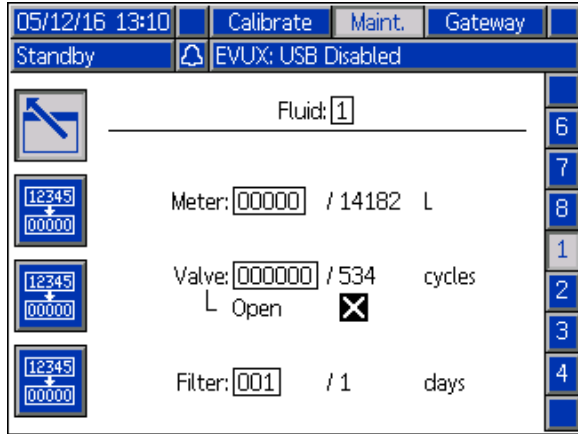 05/12/16 13:10 Calibrate Maint. Gateway
Standby EVUX: USB Disabled
Fluid: 1
6
7
12345
00000
Meter: 00000 / 14182 L
8
1
12345
00000
Valve: 000000 / 534 cycles
Open
2
3
12345
00000
Filter: 001 / 1 days
4